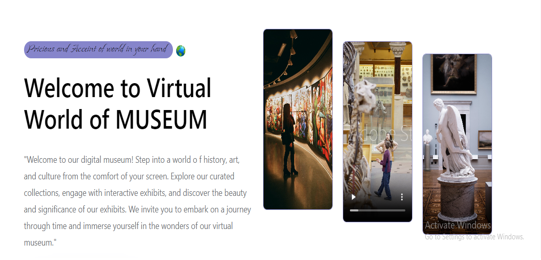 Precious and Ancient of world in your hand
Welcome to Virtual
World of MUSEUM
"Welcome to our digital museum! Step into a world o f history, art,
and culture from the comfort of your screen. Explore our curated
collections, engage with interactive exhibits, and discover the beauty
and significance of our exhibits. We invite you to embark on a journey
through time and immerse yourself in the wonders of our virtual
museum."
Activate Windows
Go to Settings to activate Windows.